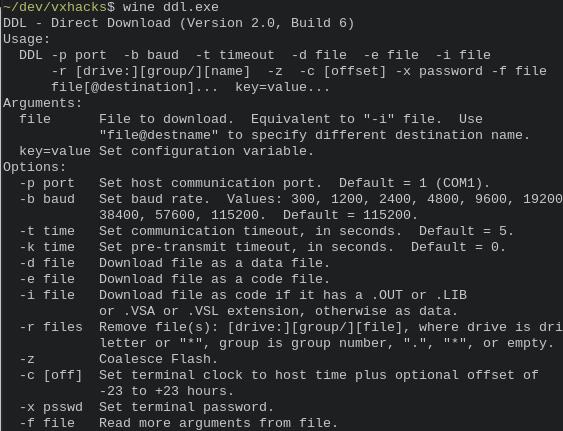 ~/dev/vxhacks$ wine ddl.exe
DDL - Direct Download (Version 2.0, Build 6)
Usage:
  DDL -p port  -b baud  -t timeout  -d file  -e file  -i file
      -r [drive:][group/][name]  -z  -c [offset] -x password -f file
      file[@destination]...  key=value...
Arguments:
  file      File to download.  Equivalent to "-i" file.  Use
            "file@destname" to specify different destination name.
  key=value Set configuration variable.
Options:
  -p port   Set host communication port.  Default = 1 (COM1).
  -b baud   Set baud rate.  Values: 300, 1200, 2400, 4800, 9600, 19200
            38400, 57600, 115200.  Default = 115200.
  -t time   Set communication timeout, in seconds.  Default = 5.
  -k time   Set pre-transmit timeout, in seconds.  Default = 0.
  -d file   Download file as a data file.
  -e file   Download file as a code file.
  -i file   Download file as code if it has a .OUT or .LIB
            or .VSA or .VSL extension, otherwise as data.
  -r files  Remove file(s): [drive:][group/][file], where drive is dri
            letter or "*", group is group number, ".", "*", or empty.
  -z        Coalesce Flash.
  -c [off]  Set terminal clock to host time plus optional offset of
            -23 to +23 hours.
  -x psswd  Set terminal password.
  -f file   Read more arguments from file.